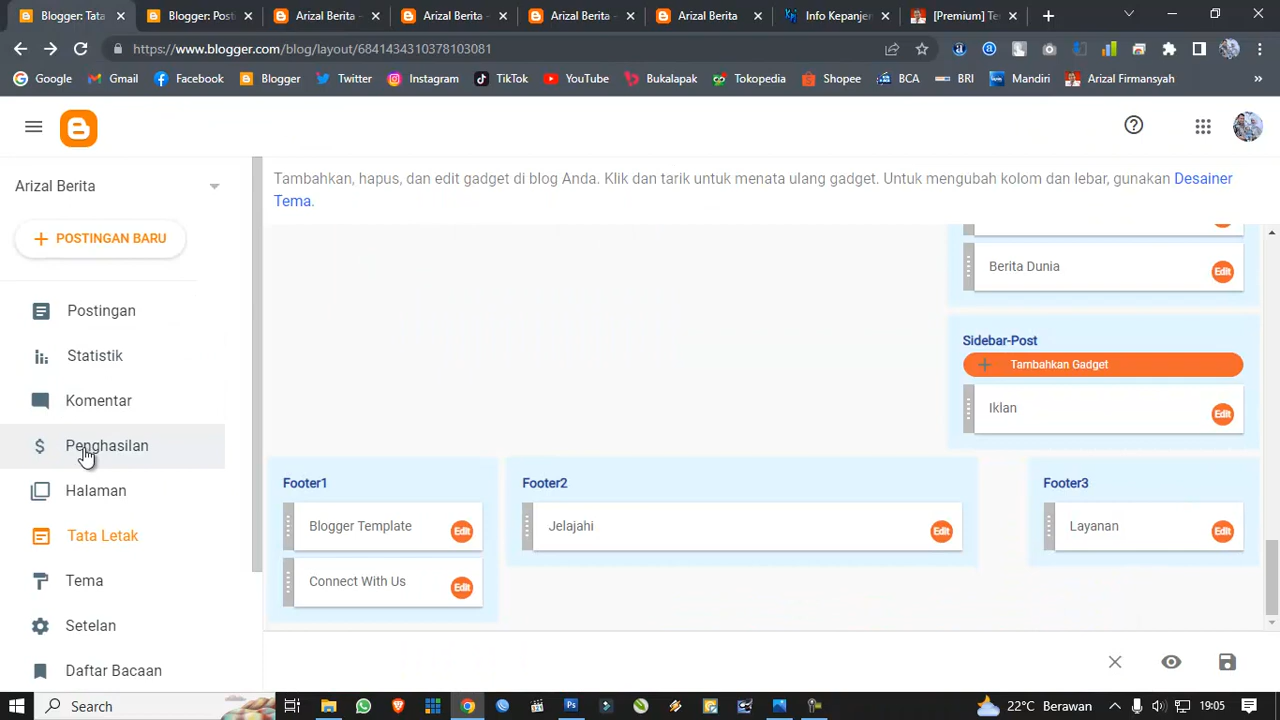 Blogger: Tata
Blogger: Post
Arizal Berita
Arizal Berita
Arizal Berita
Arizal Berita
Info Kepanjer
[Premium] Te
https://www.blogger.com/blog/layout/6841434310378103081
Google
Gmail
Facebook
Blogger
Twitter
Instagram
TikTok
YouTube
Bukalapak
Tokopedia
Shopee
BCA
BRI
Mandiri
Arizal Firmansyah
»
Arizal Berita
Tambahkan, hapus, dan edit gadget di blog Anda. Klik dan tarik untuk menata ulang gadget. Untuk mengubah kolom dan lebar, gunakan Desainer
Tema.
+ POSTINGAN BARU
Postingan
Statistik
Komentar
Penghasilan
Halaman
Tata Letak
Tema
Setelan
Daftar Bacaan
Berita Dunia
Edit
Sidebar-Post
+ Tambahkan Gadget
Iklan
Edit
Footer1
Blogger Template
Edit
Connect With Us
Edit
Footer2
Jelajahi
Edit
Footer3
Layanan
Edit
Search
22°C Berawan
19:05